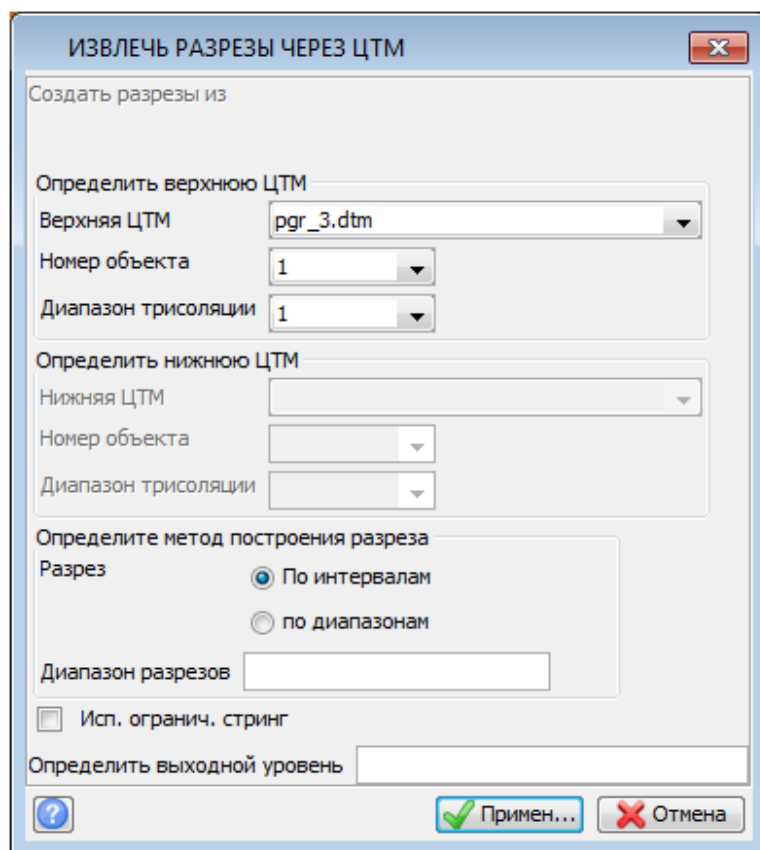 ИЗВЛЕЧЬ РАЗРЕЗЫ ЧЕРЕЗ ЦТМ
Создать разрезы из
Определить верхнюю ЦТМ
Верхняя ЦТМ pgr_3.dtm
Номер объекта 1
Диапазон трисоляции 1
Определить нижнюю ЦТМ
Нижняя ЦТМ
Номер объекта
Диапазон трисоляции
Определите метод построения разреза
Разрез По интервалам
по диапазонам
Диапазон разрезов
Исп. огранич. стринг
Определить выходной уровень
? Примен... Отмена